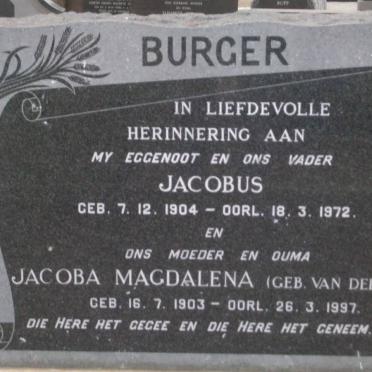 BURGER
IN LIEFDEVOLLE
HERINNERING AAN
MY EGGENOOT EN ONS VADER
JACOBUS
GEB. 7. 12. 1904 – OORL. 18. 3. 1972.
EN
ONS MOEDER EN OUMA
JACOBA MAGDALENA (GEB. VAN DE
GEB. 16. 7. 1903 – OORL. 26. 3. 1997.
DIE HERE HET GEGEE EN DIE HERE HET GENEEM.